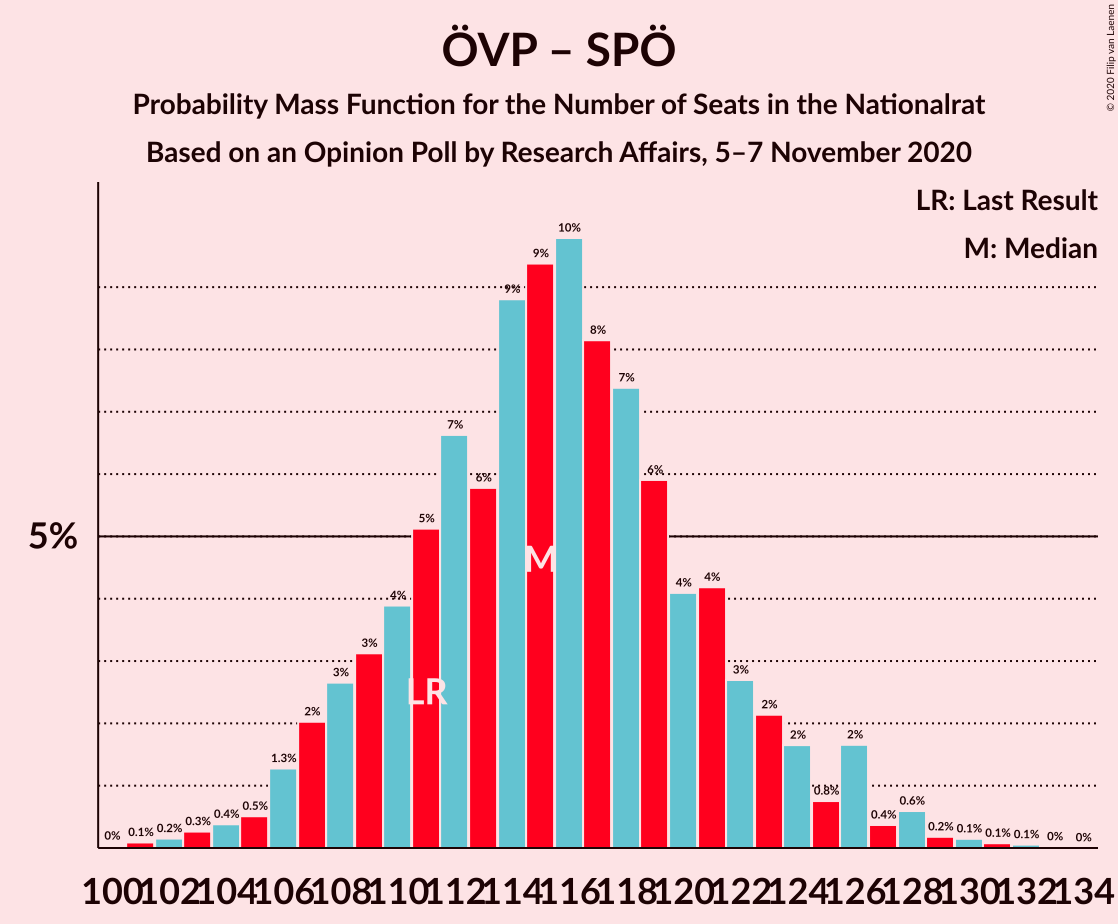 © 2020 Filip van Laenen
ÖVP – SPÖ
Probability Mass Function for the Number of Seats in the Nationalrat
Based on an Opinion Poll by Research Affairs, 5–7 November 2020
LR: Last Result
M: Median
5%
0% 0.1% 0.2% 0.3% 0.4% 0.5% 1.3% 2% 3% 3% 4% 5% 7% 6% 9% 9% 10% 8% 7% 6% 4% 4% 3% 2% 2% 0.8% 2% 0.4% 0.6% 0.2% 0.1% 0.1% 0.1% 0% 0%
M
LR
100 102 104 106 108 110 112 114 116 118 120 122 124 126 128 130 132 134